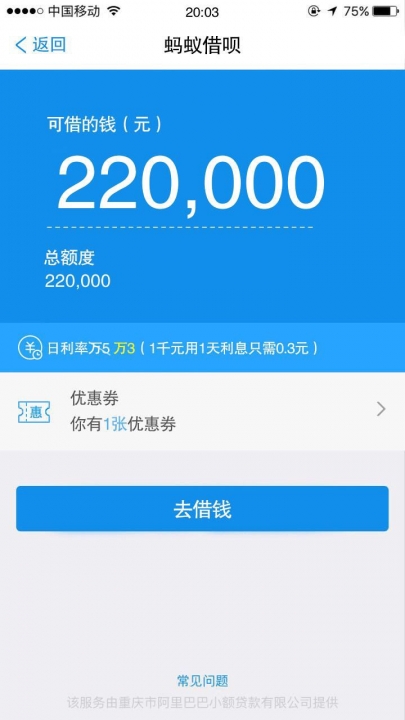 中国移动 20:03 75%
返回 蚂蚁借呗
可借的钱（元）
220,000
总额度
220,000
日利率万5 万3（1千元用1天利息只需0.3元）
优惠券
惠
你有1张优惠券
去借钱
常见问题
该服务由重庆市阿里巴巴小额贷款有限公司提供